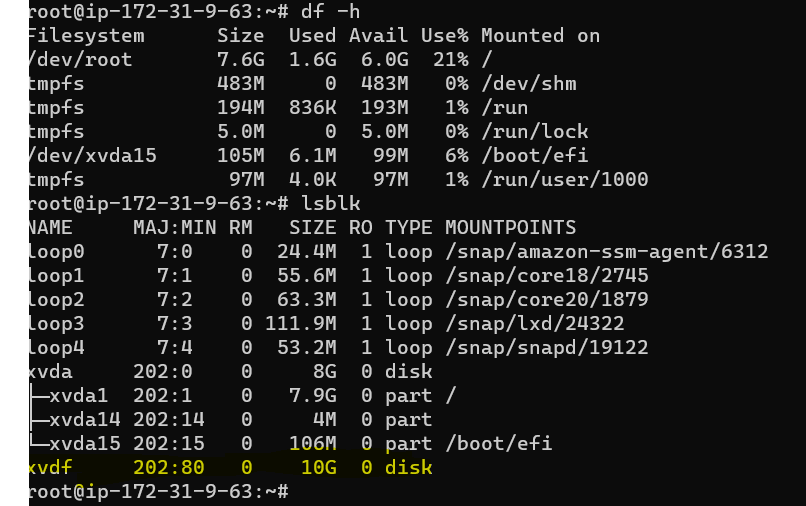 root@ip-172-31-9-63:~# df -h
Filesystem      Size  Used Avail Use% Mounted on
/dev/root       7.6G  1.6G  6.0G  21% /
tmpfs           483M     0  483M   0% /dev/shm
tmpfs           194M  836K  193M   1% /run
tmpfs           5.0M     0  5.0M   0% /run/lock
/dev/xvda15     105M  6.1M   99M   6% /boot/efi
tmpfs            97M  4.0K   97M   1% /run/user/1000
root@ip-172-31-9-63:~# lsblk
NAME     MAJ:MIN RM   SIZE RO TYPE MOUNTPOINTS
loop0      7:0    0  24.4M  1 loop /snap/amazon-ssm-agent/6312
loop1      7:1    0  55.6M  1 loop /snap/core18/2745
loop2      7:2    0  63.3M  1 loop /snap/core20/1879
loop3      7:3    0 111.9M  1 loop /snap/lxd/24322
loop4      7:4    0  53.2M  1 loop /snap/snapd/19122
xvda     202:0    0     8G  0 disk
├─xvda1  202:1    0   7.9G  0 part /
├─xvda14 202:14   0     4M  0 part
└─xvda15 202:15   0   106M  0 part /boot/efi
xvdf     202:80   0    10G  0 disk
root@ip-172-31-9-63:~#